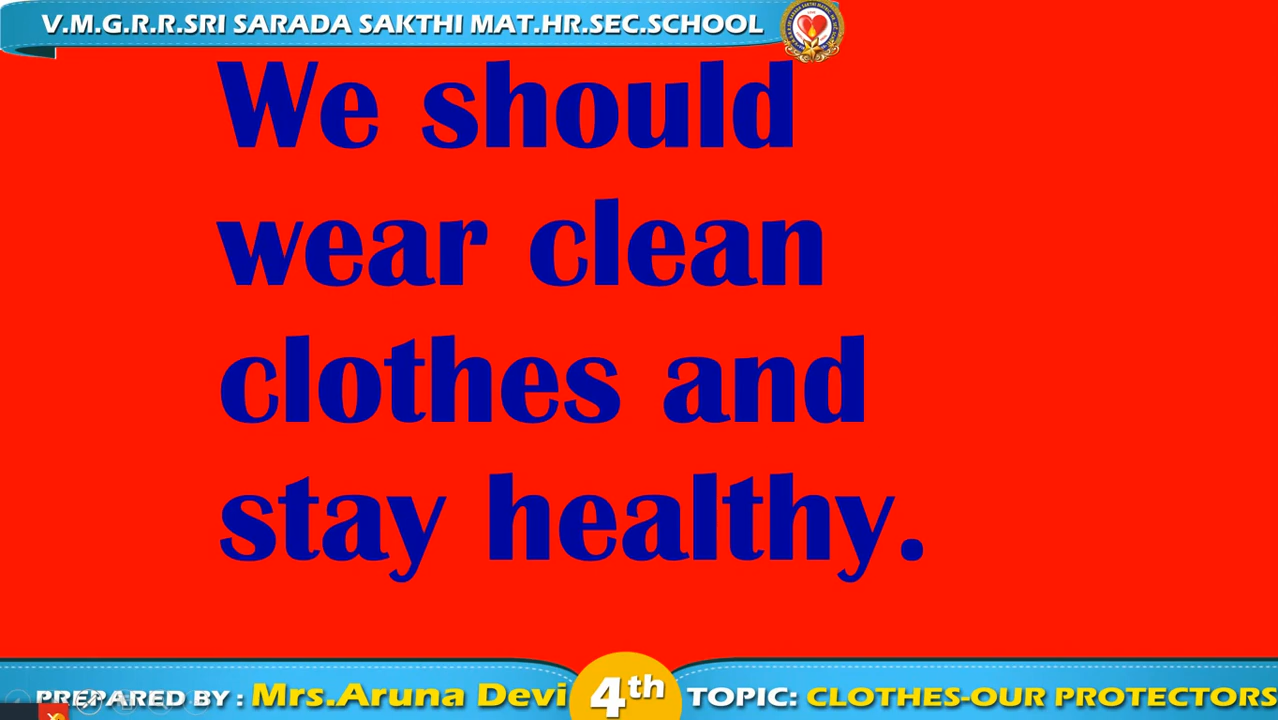 V.M.G.R.R.SRI SARADA SAKTHI MAT.HR.SEC.SCHOOL
We should
wear clean
clothes and
stay healthy.
PREPARED BY : Mrs.Aruna Devi 4th TOPIC: CLOTHES-OUR PROTECTORS